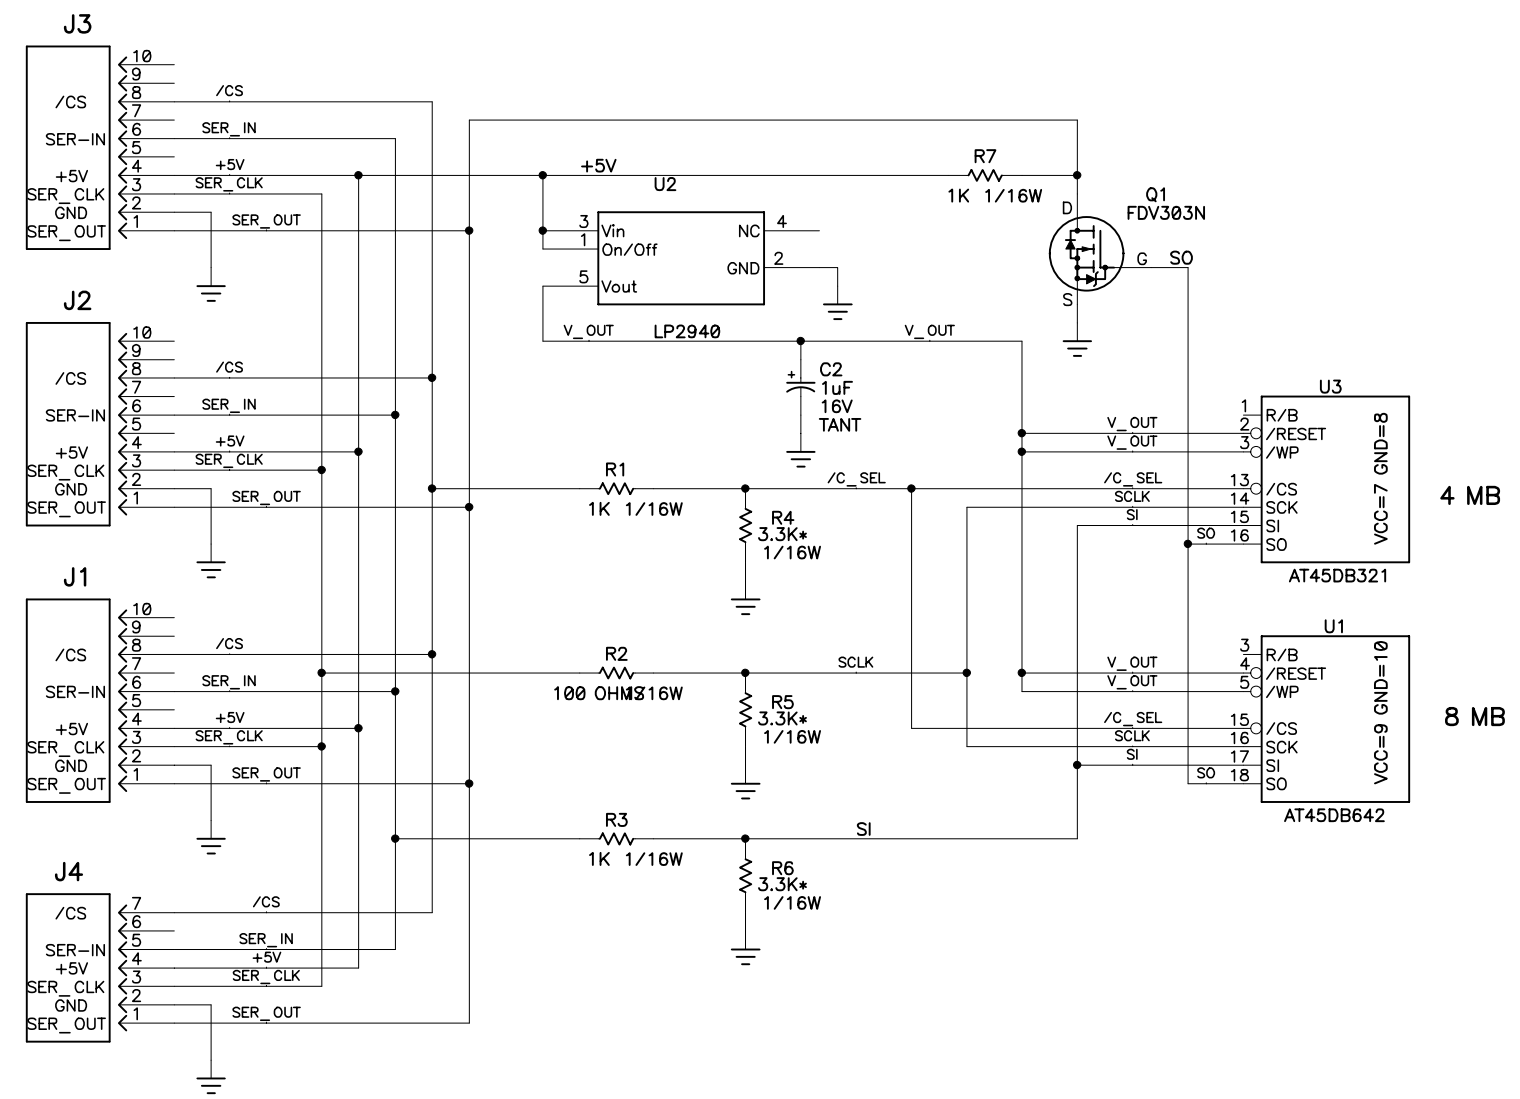 J3
10
9
/CS 8 /CS
7
SER-IN 6 SER_IN
5
+5V 4 +5V
SER_CLK 3 SER_CLK
GND 2
SER_OUT 1 SER_OUT
J2
10
9
/CS 8 /CS
7
SER-IN 6 SER_IN
5
+5V 4 +5V
SER_CLK 3 SER_CLK
GND 2
SER_OUT 1 SER_OUT
J1
10
9
/CS 8 /CS
7
SER-IN 6 SER_IN
5
+5V 4 +5V
SER_CLK 3 SER_CLK
GND 2
SER_OUT 1 SER_OUT
J4
/CS 7 /CS
6
SER-IN 5 SER_IN
+5V 4 +5V
SER_CLK 3 SER_CLK
GND 2
SER_OUT 1 SER_OUT
+5V
U2
3 Vin NC 4
1 On/Off
GND 2
5 Vout
V_OUT LP2940 V_OUT
C2
+ 1uF
16V
TANT
R7
1K 1/16W
Q1
FDV303N
D
G SO
S
R1
1K 1/16W
/C_SEL
R4
3.3K*
1/16W
R2
100 OHMS 1/16W
SCLK
R5
3.3K*
1/16W
R3
1K 1/16W
SI
R6
3.3K*
1/16W
U3
1 R/B
V_OUT 2 /RESET
V_OUT 3 /WP
/C_SEL 13 /CS
SCLK 14 SCK
SI 15 SI
SO 16 SO
VCC=7 GND=8
AT45DB321
4 MB
U1
3 R/B
V_OUT 4 /RESET
V_OUT 5 /WP
/C_SEL 15 /CS
SCLK 16 SCK
SI 17 SI
SO 18 SO
VCC=9 GND=10
AT45DB642
8 MB